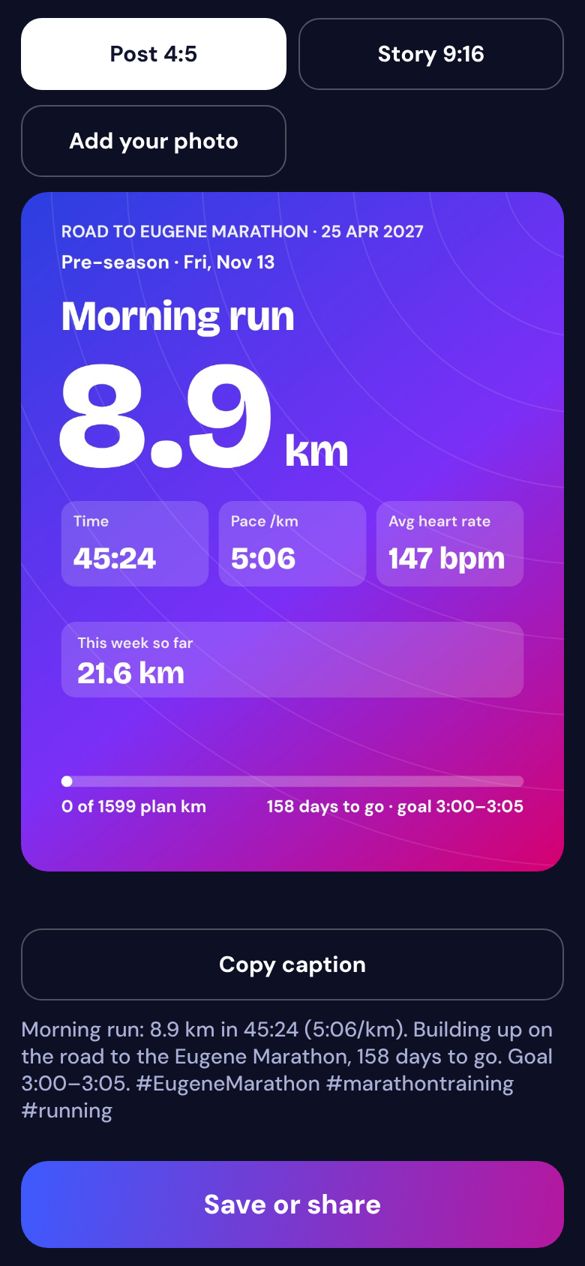 Post 4:5
Story 9:16
Add your photo
ROAD TO EUGENE MARATHON · 25 APR 2027
Pre-season · Fri, Nov 13
Morning run
8.9 km
Time
Pace /km
Avg heart rate
45:24
5:06
147 bpm
This week so far
21.6 km
0 of 1599 plan km
158 days to go · goal 3:00–3:05
Copy caption
Morning run: 8.9 km in 45:24 (5:06/km). Building up on
the road to the Eugene Marathon, 158 days to go. Goal
3:00–3:05. #EugeneMarathon #marathontraining
#running
Save or share